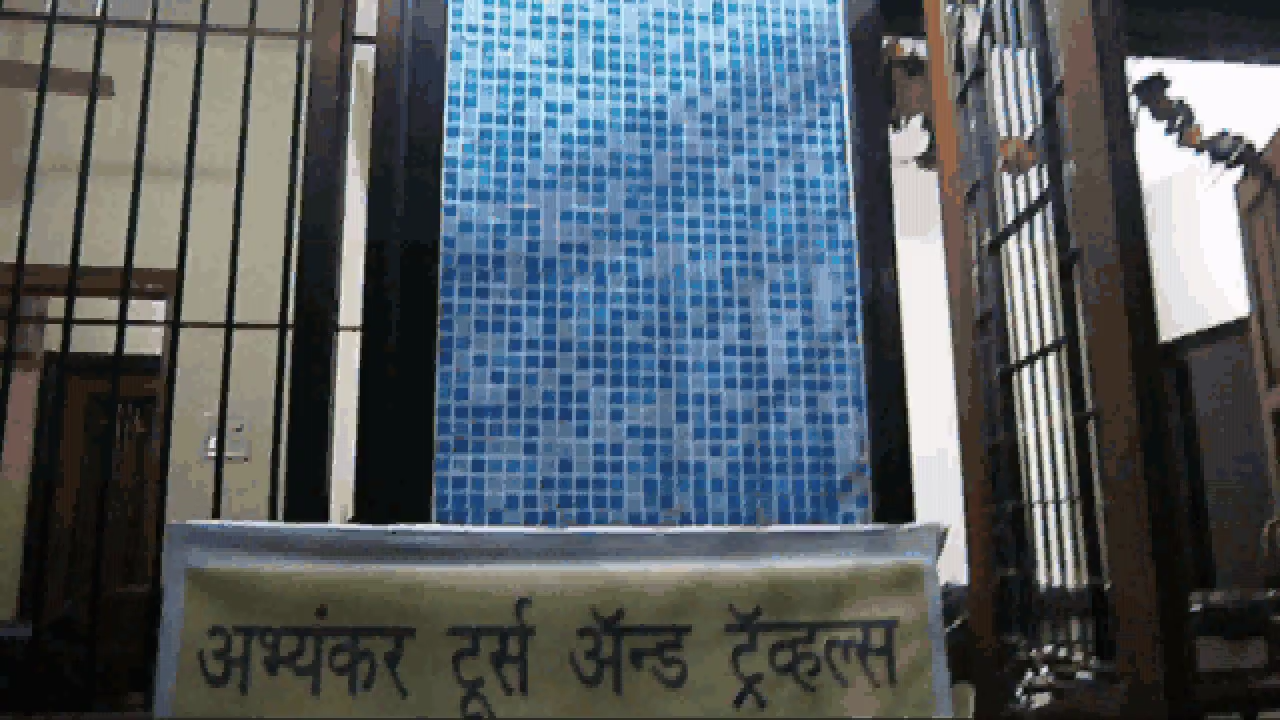 अभ्यंकर टूर्स ॲन्ड ट्रॅव्हल्स